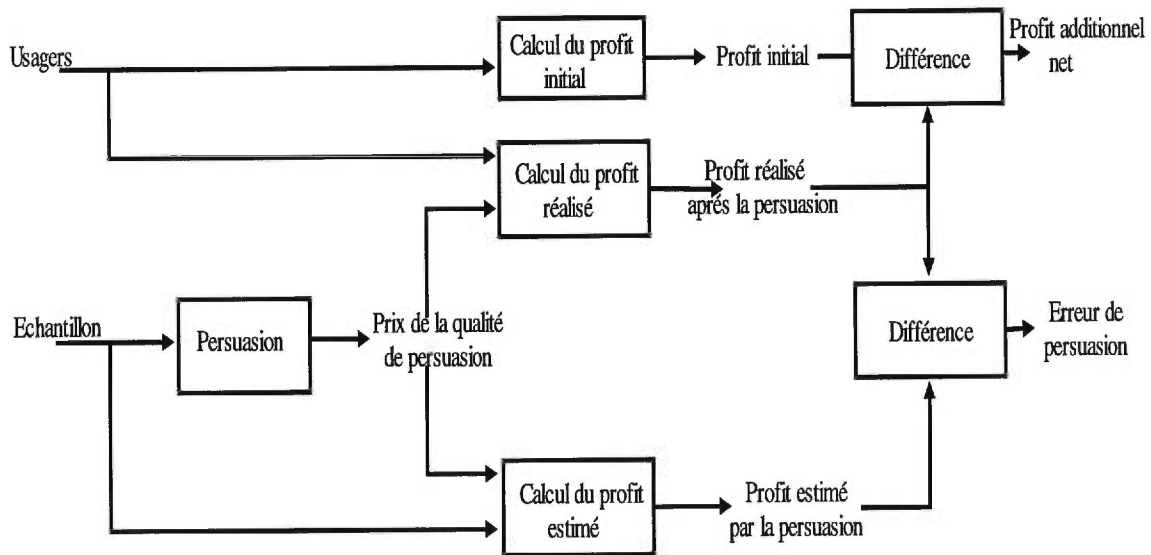 Usagers
Calcul du profit
initial
Profit initial
Différence
Profit additionnel
net
Calcul du profit
réalisé
Profit réalisé
aprés la persuasion
Echantillon
Persuasion
Prix de la qualité
de persuasion
Différence
Erreur de
persuasion
Calcul du profit
estimé
Profit estimé
par la persuasion